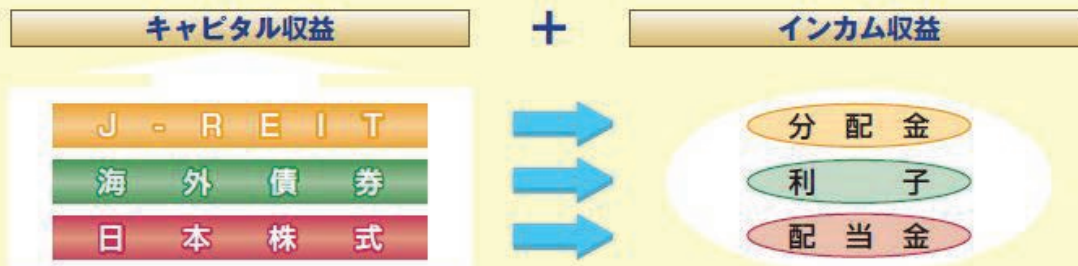 キャピタル収益 + インカム収益
J-REIT 分配金
海外債券 利子
日本株式 配当金